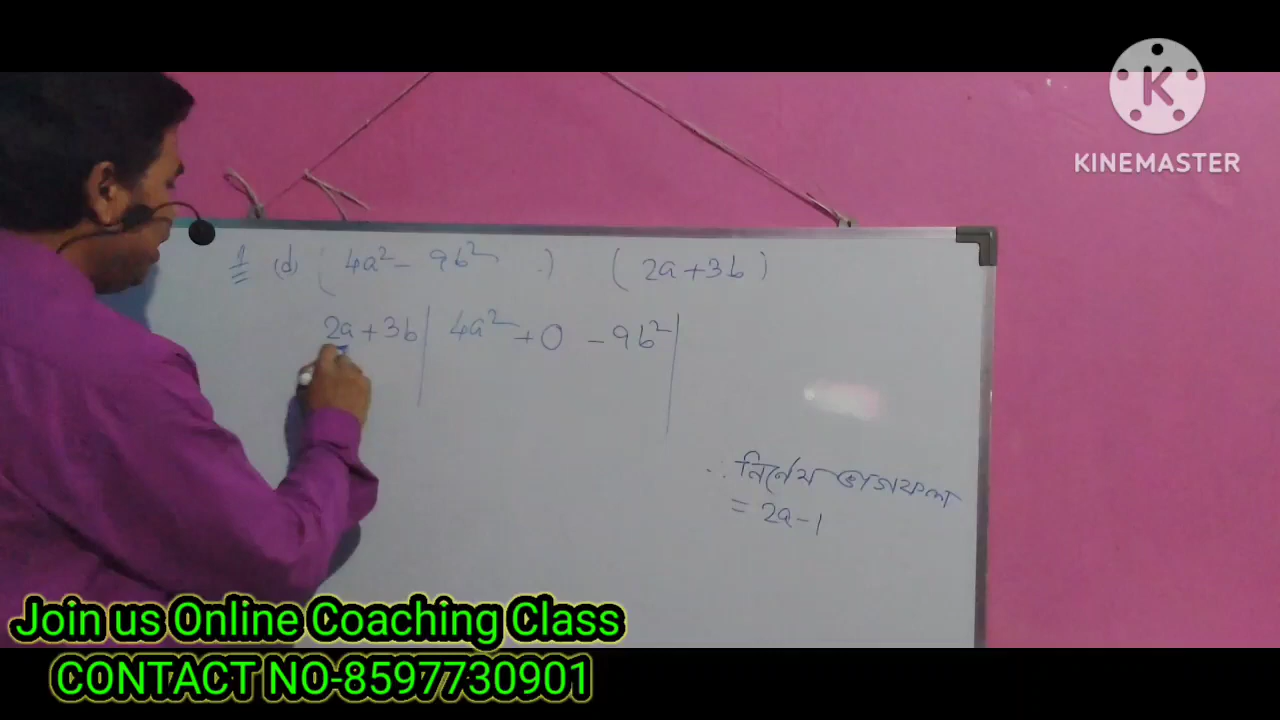 KINEMASTER
1 (d) (4a² - 9b²) (2a+3b)
2a+3b | 4a² + 0 - 9b² |
∴ নির্ণেয় ভাগফল
= 2a-1
Join us Online Coaching Class
CONTACT NO-8597730901